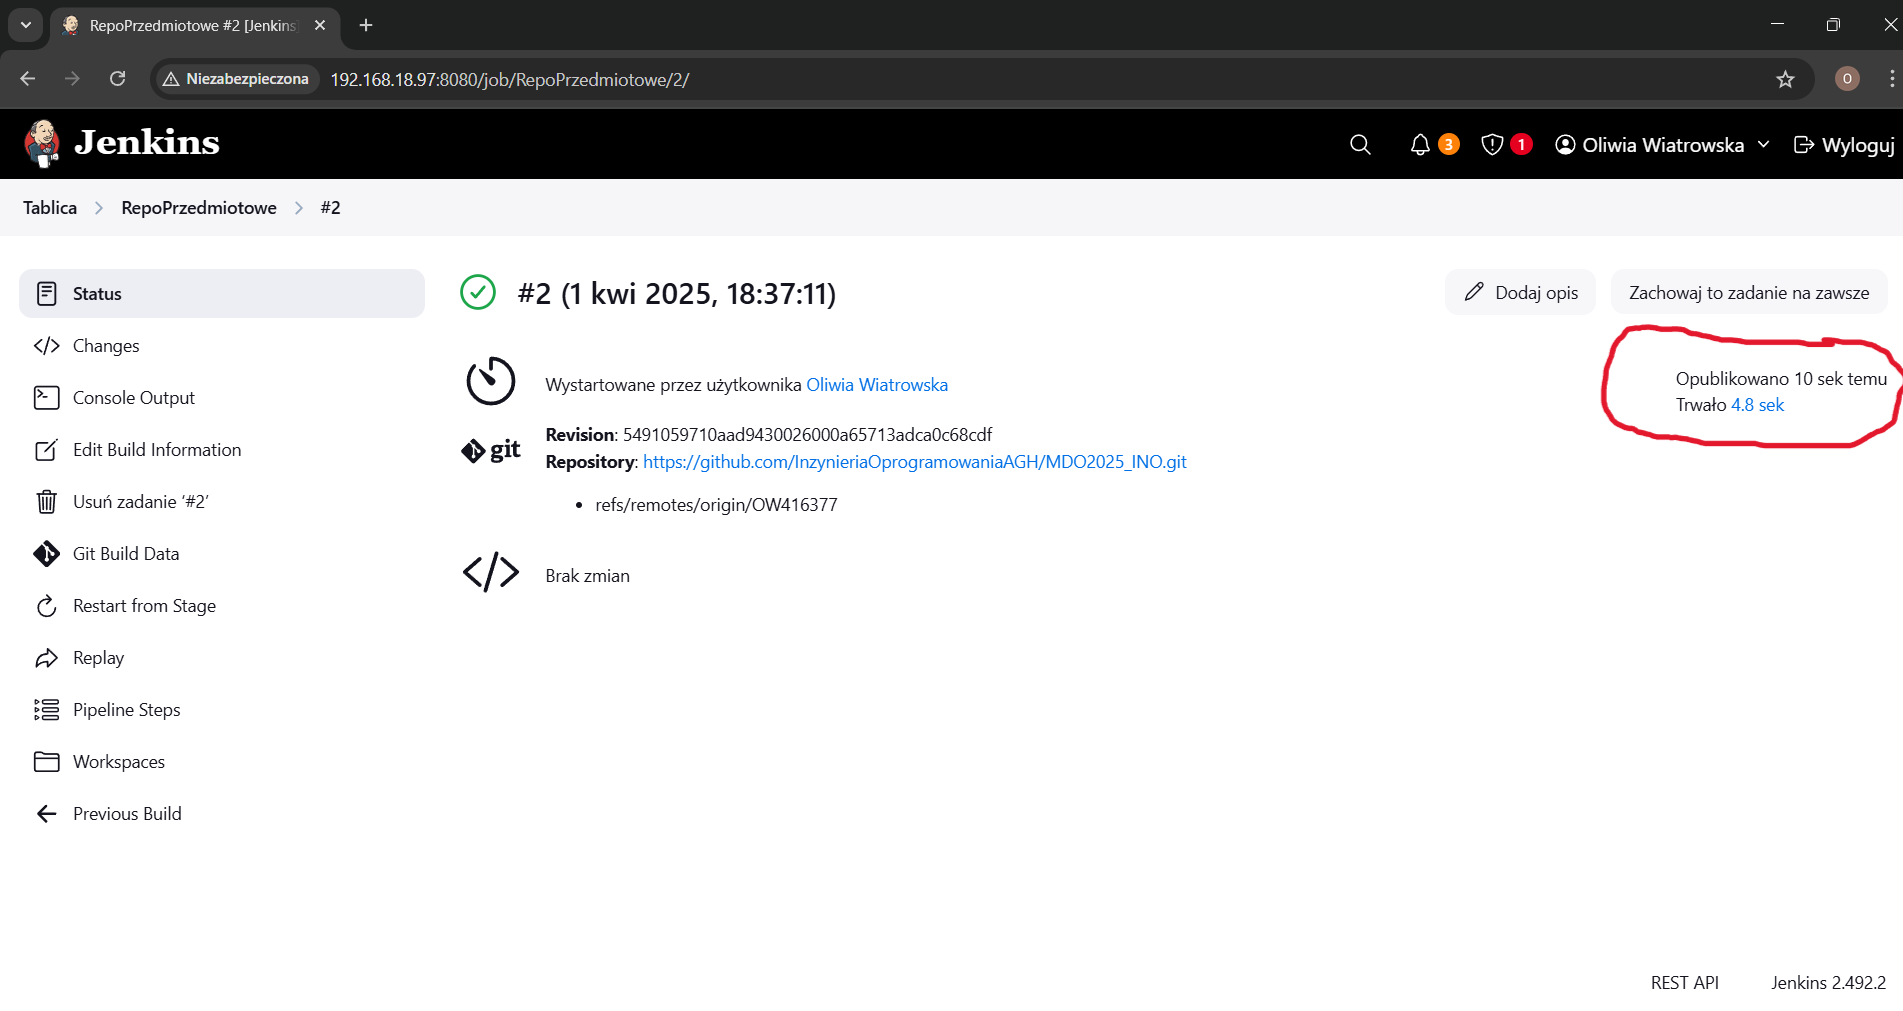 RepoPrzedmiotowe #2 [Jenkins]
Niezabezpieczona 192.168.18.97:8080/job/RepoPrzedmiotowe/2/ O
Jenkins 3 1 Oliwia Wiatrowska Wyloguj
Tablica RepoPrzedmiotowe #2
Status
Changes
Console Output
Edit Build Information
Usuń zadanie ‘#2’
Git Build Data
Restart from Stage
Replay
Pipeline Steps
Workspaces
Previous Build
#2 (1 kwi 2025, 18:37:11)
Dodaj opis
Zachowaj to zadanie na zawsze
Opublikowano 10 sek temu
Trwało 4.8 sek
Wystartowane przez użytkownika Oliwia Wiatrowska
git
Revision: 5491059710aad9430026000a65713adca0c68cdf
Repository: https://github.com/InzynieriaOprogramowaniaAGH/MDO2025_INO.git
• refs/remotes/origin/OW416377
Brak zmian
REST API Jenkins 2.492.2